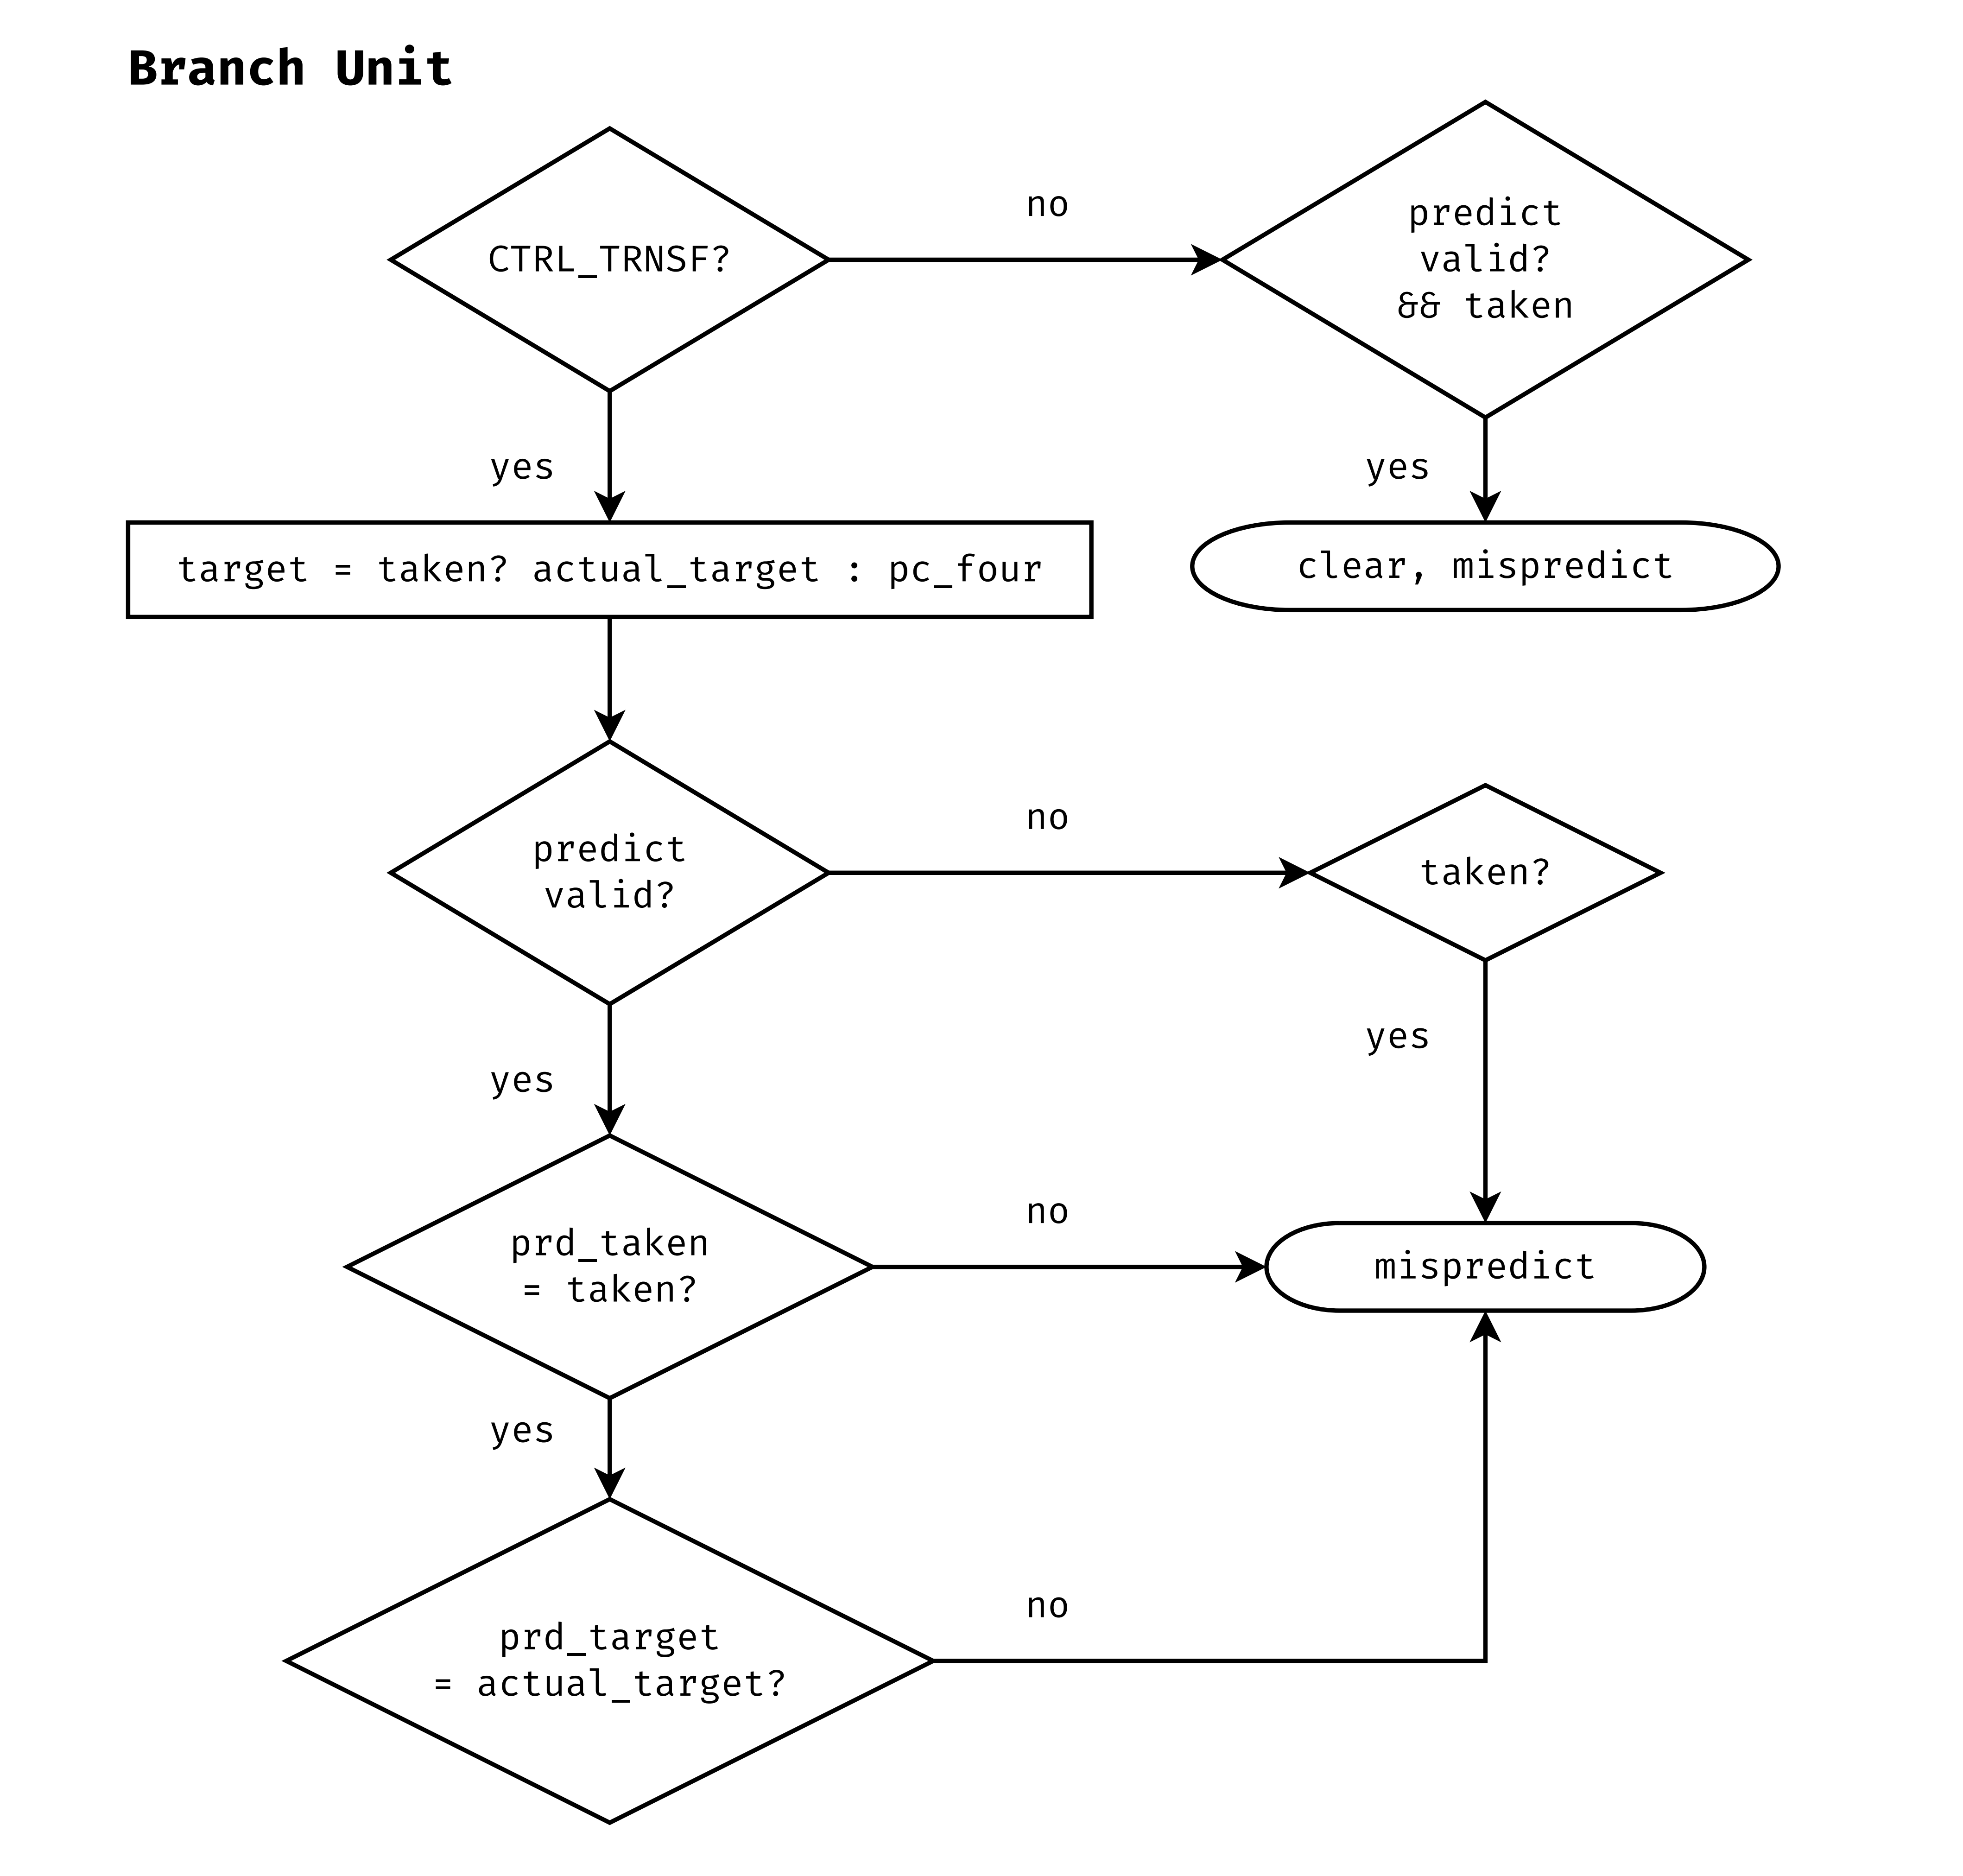 Branch Unit
CTRL_TRNSF?
no
predict
valid?
&& taken
yes
yes
target = taken? actual_target : pc_four
clear, mispredict
predict
valid?
no
taken?
yes
yes
prd_taken
= taken?
no
mispredict
yes
prd_target
= actual_target?
no